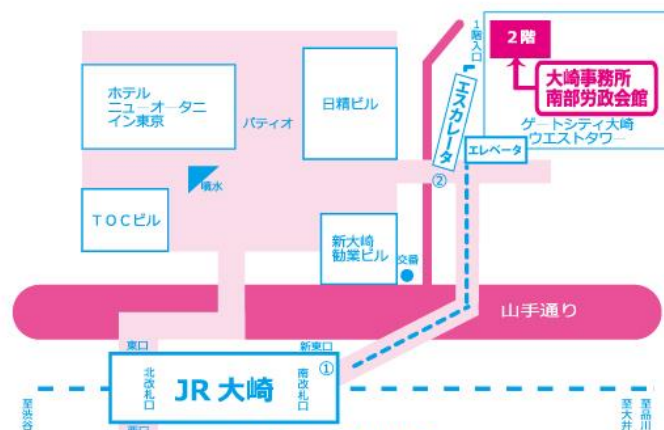 1階入口
2階
大崎事務所
南部労政会館
ゲートシティ大崎
ウエストタワー
エスカレータ
エレベータ
②
ホテル
ニューオータニ
イン東京
パティオ
日精ビル
噴水
TOCビル
新大崎
勧業ビル
交番
山手通り
東口
新東口
①
北改札口
JR大崎
南改札口
至渋谷
至大井
至品川
西口